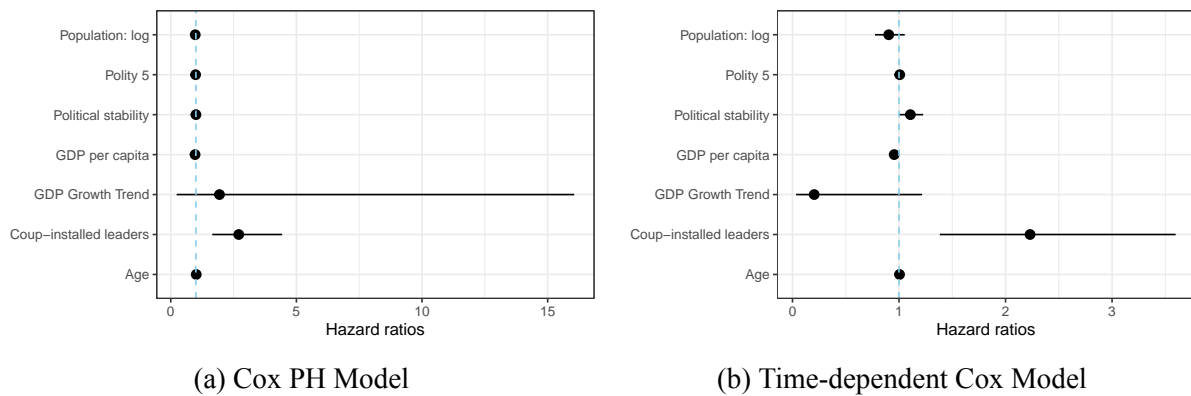 Population: log
Polity 5
Political stability
GDP per capita
GDP Growth Trend
Coup−installed leaders
Age
0 5 10 15
Hazard ratios
(a) Cox PH Model
Population: log
Polity 5
Political stability
GDP per capita
GDP Growth Trend
Coup−installed leaders
Age
0 1 2 3
Hazard ratios
(b) Time-dependent Cox Model